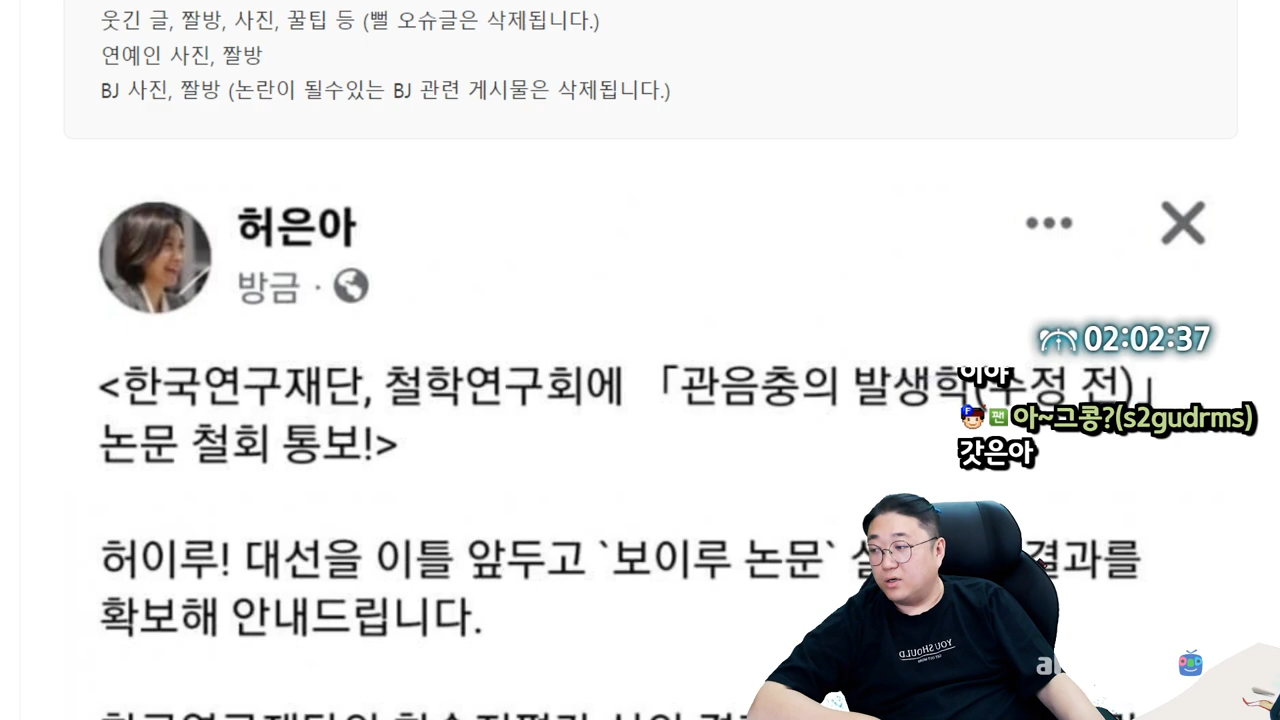 웃긴 글, 짤방, 사진, 꿀팁 등 (뻘 오슈글은 삭제됩니다.)
연예인 사진, 짤방
BJ 사진, 짤방 (논란이 될수있는 BJ 관련 게시물은 삭제됩니다.)
허은아
방금 ·
02:02:37
<한국연구재단, 철학연구회에 「관음충의 발생학(수정 전)」
논문 철회 통보!>
이야
F 팬 아~그콩?(s2gudrms)
갓은아
허이루! 대선을 이틀 앞두고 `보이루 논문` 결과를
확보해 안내드립니다.
YOU SHOULD